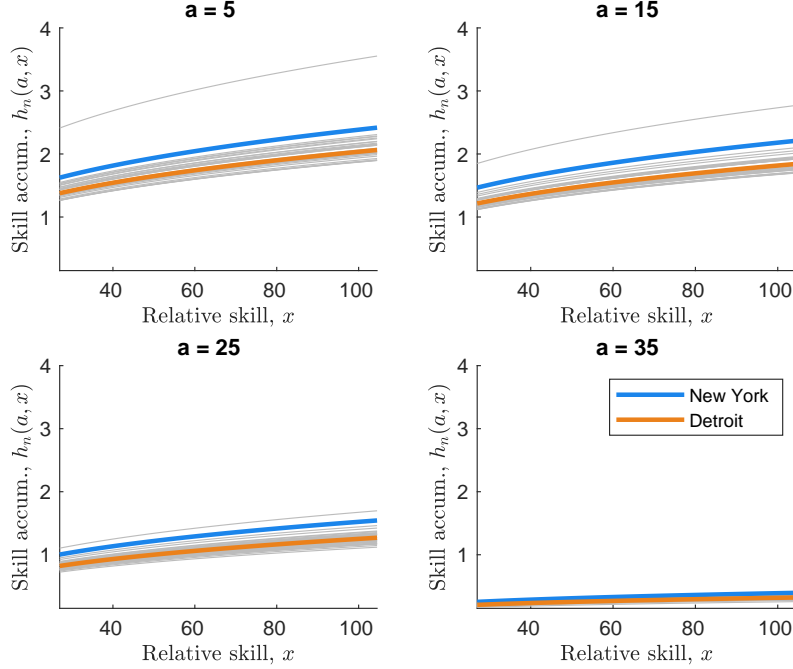 a = 5
4
3
2
1
Skill accum., h_n(a, x)
40 60 80 100
Relative skill, x
a = 15
4
3
2
1
Skill accum., h_n(a, x)
40 60 80 100
Relative skill, x
a = 25
4
3
2
1
Skill accum., h_n(a, x)
40 60 80 100
Relative skill, x
a = 35
4
3
2
1
Skill accum., h_n(a, x)
40 60 80 100
Relative skill, x
New York
Detroit